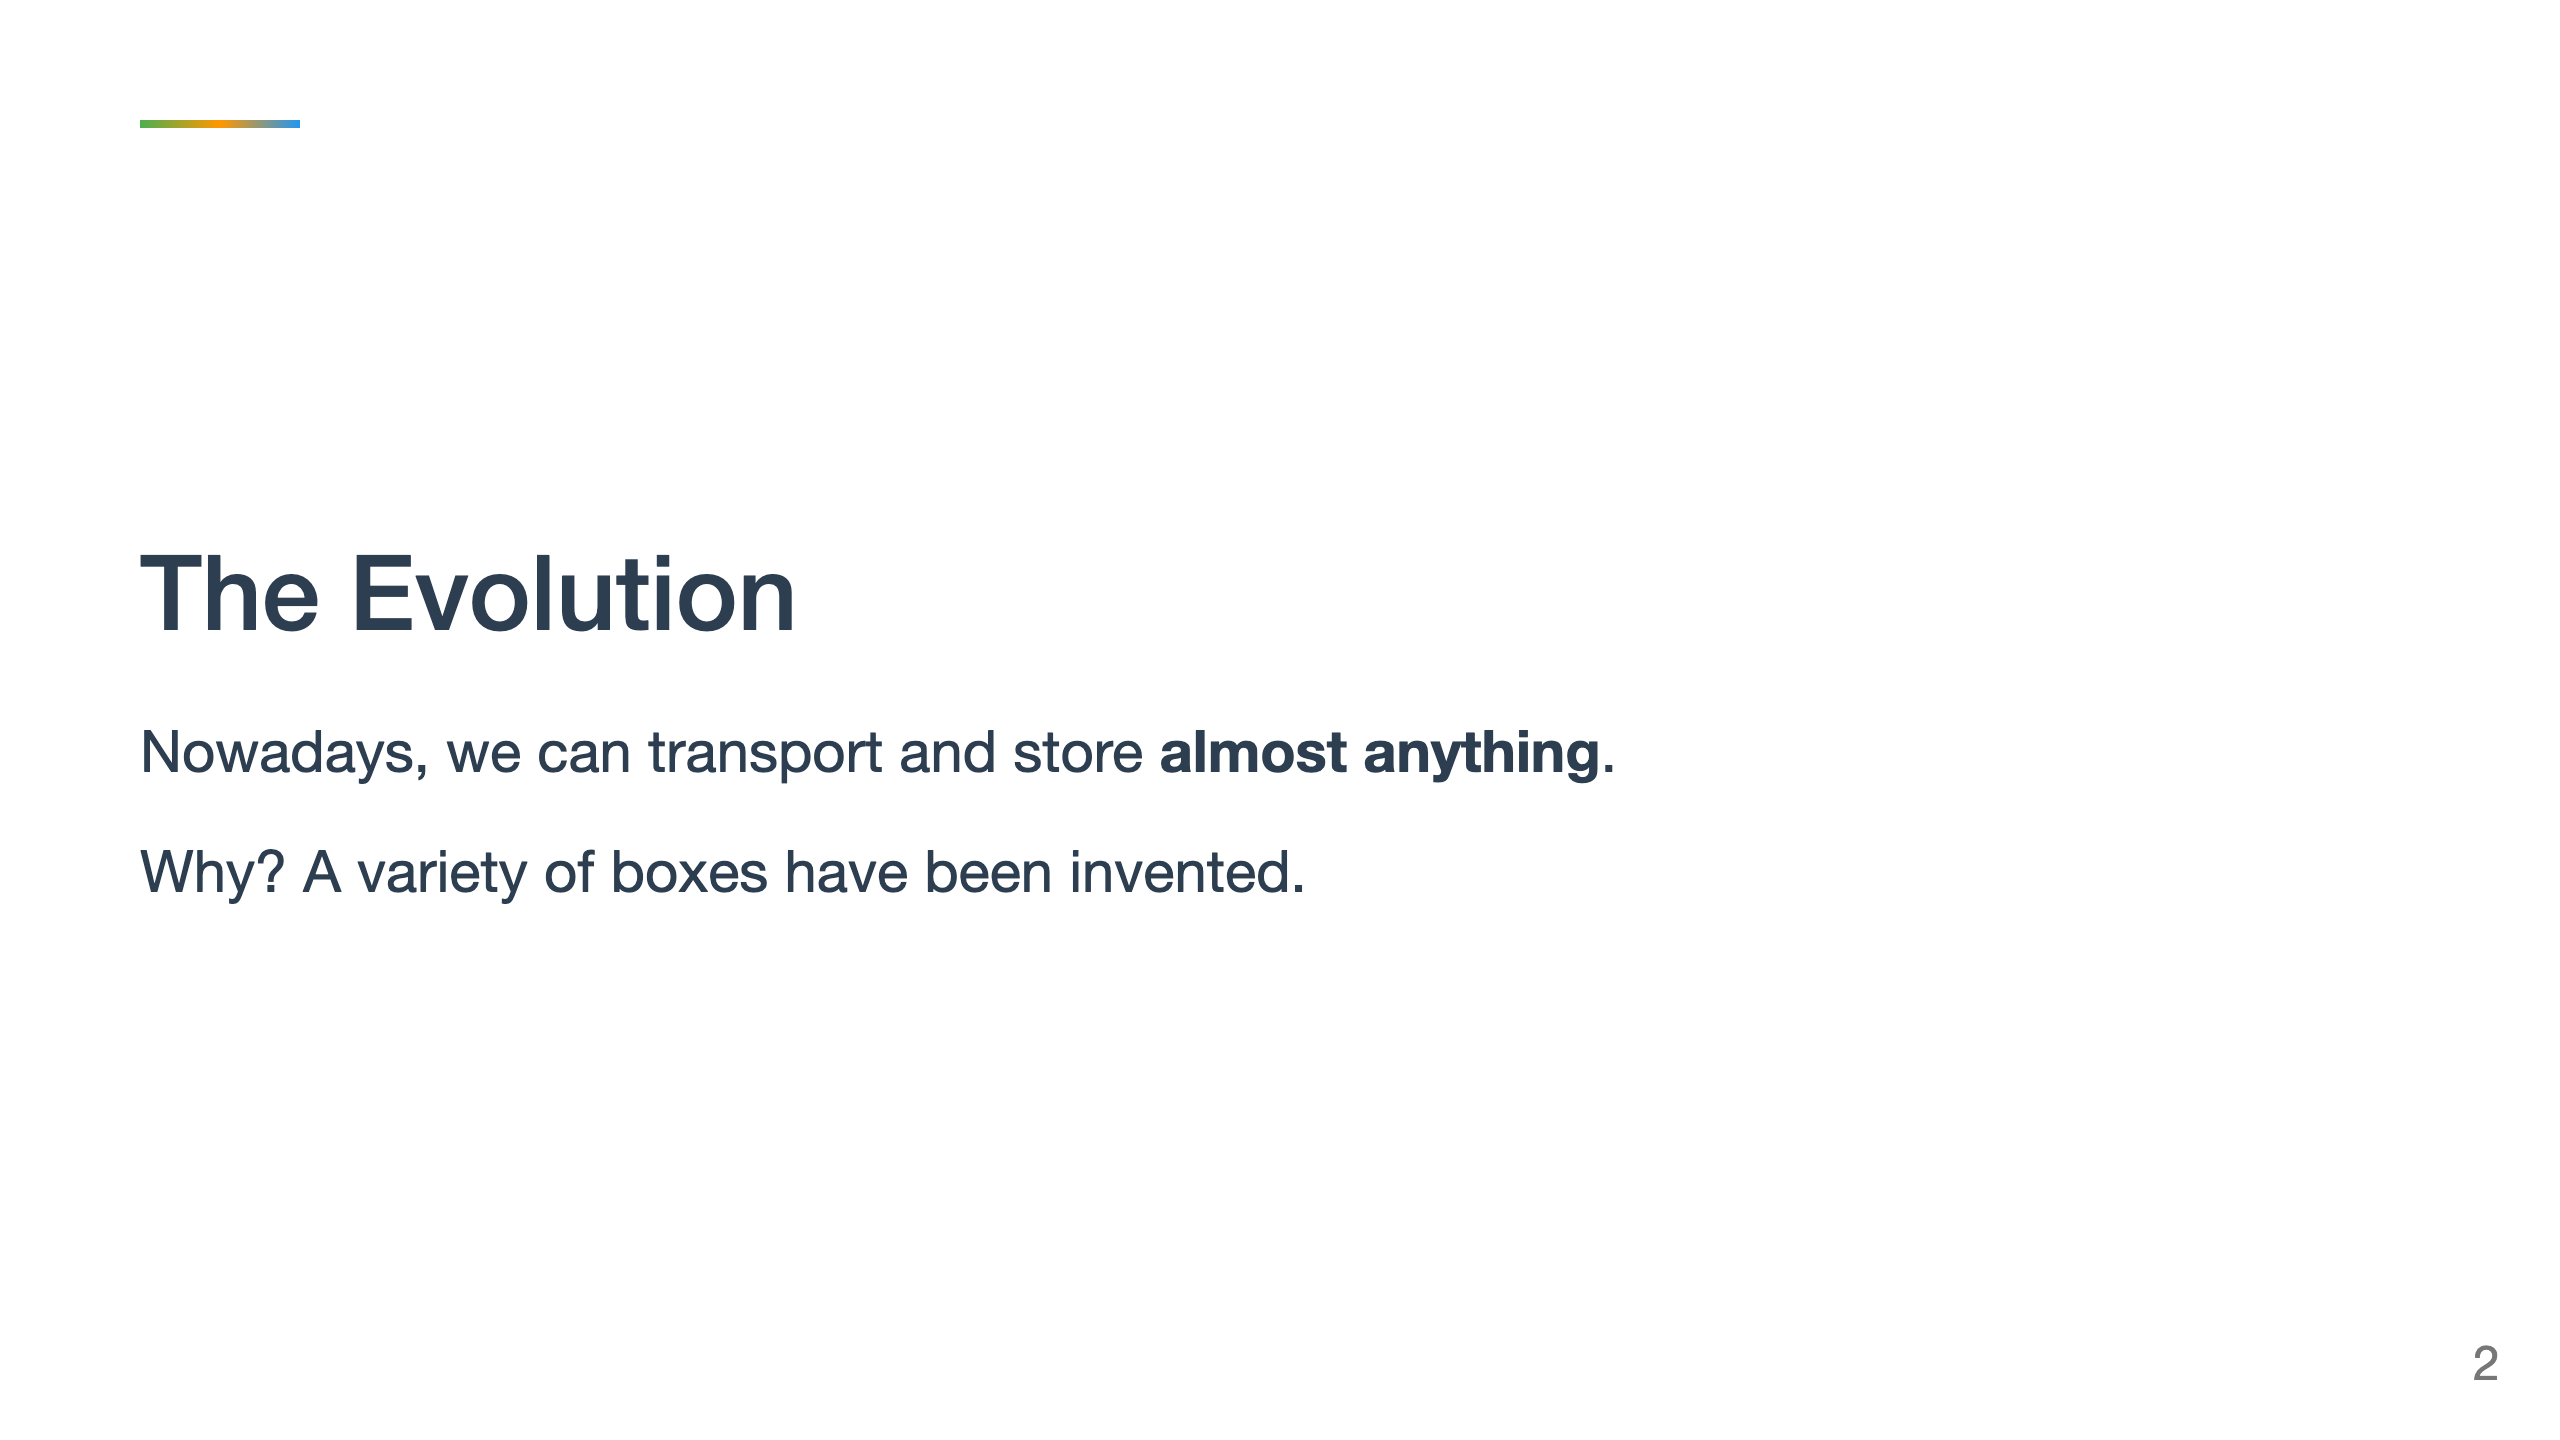 The Evolution
Nowadays, we can transport and store almost anything.
Why? A variety of boxes have been invented.
2